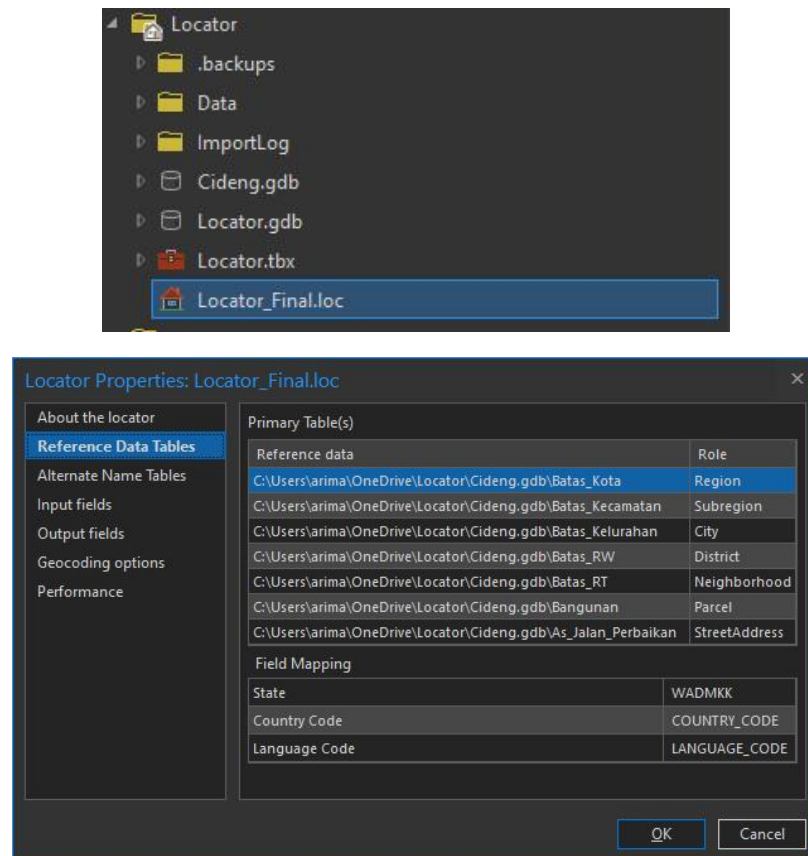 Locator
.backups
Data
ImportLog
Cideng.gdb
Locator.gdb
Locator.tbx
Locator_Final.loc
Locator Properties: Locator_Final.loc
About the locator
Reference Data Tables
Alternate Name Tables
Input fields
Output fields
Geocoding options
Performance
Primary Table(s)
Reference data Role
C:\Users\arima\OneDrive\Locator\Cideng.gdb\Batas_Kota Region
C:\Users\arima\OneDrive\Locator\Cideng.gdb\Batas_Kecamatan Subregion
C:\Users\arima\OneDrive\Locator\Cideng.gdb\Batas_Kelurahan City
C:\Users\arima\OneDrive\Locator\Cideng.gdb\Batas_RW District
C:\Users\arima\OneDrive\Locator\Cideng.gdb\Batas_RT Neighborhood
C:\Users\arima\OneDrive\Locator\Cideng.gdb\Bangunan Parcel
C:\Users\arima\OneDrive\Locator\Cideng.gdb\As_Jalan_Perbaikan StreetAddress
Field Mapping
State WADMKK
Country Code COUNTRY_CODE
Language Code LANGUAGE_CODE
OK Cancel